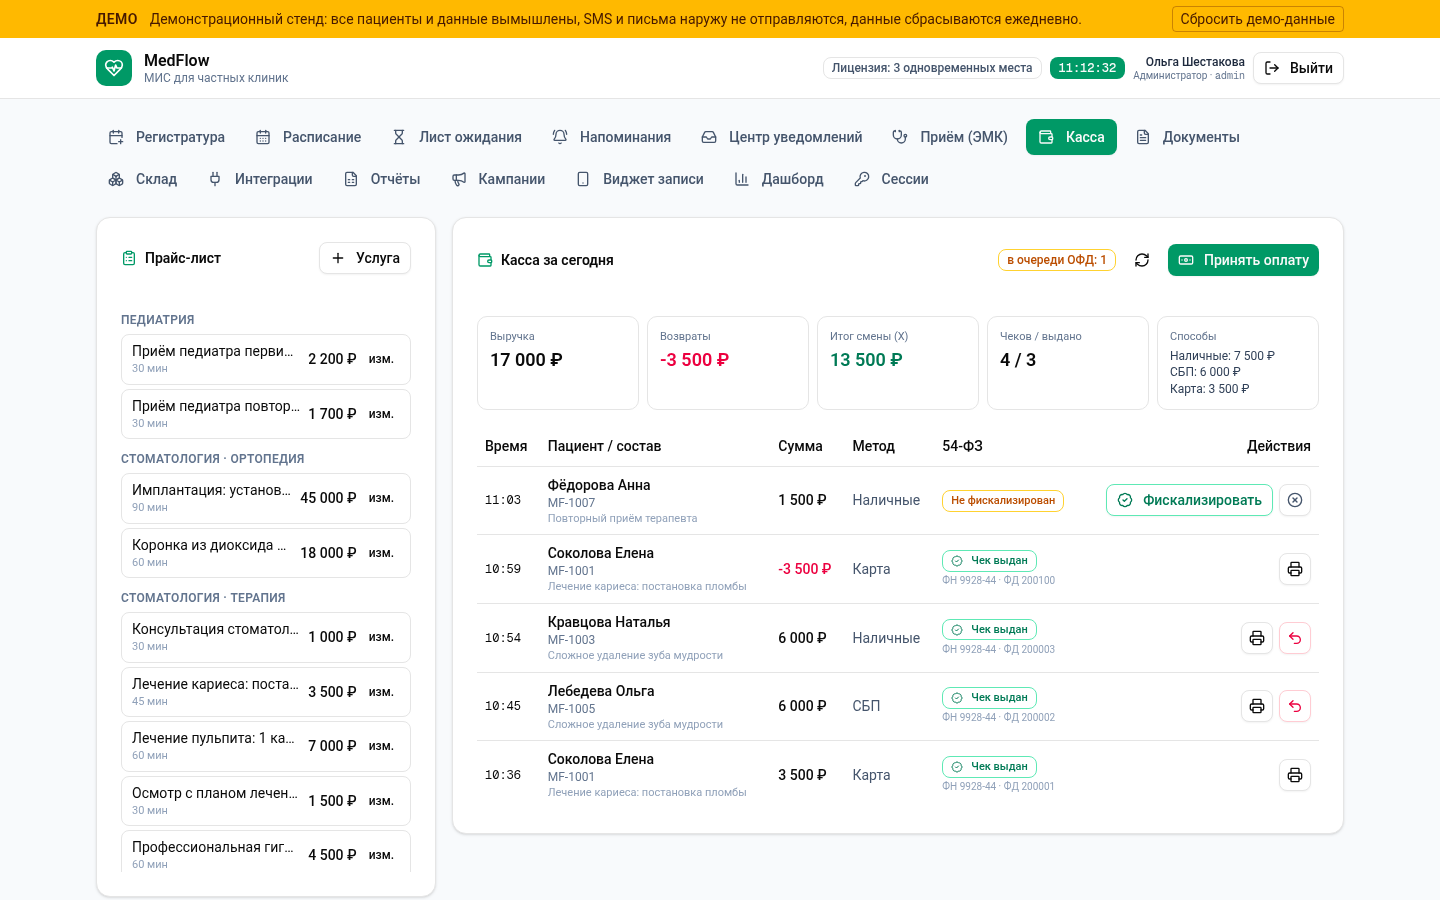 ДЕМО Демонстрационный стенд: все пациенты и данные вымышлены, SMS и письма наружу не отправляются, данные сбрасываются ежедневно. Сбросить демо-данные
MedFlow
МИС для частных клиник
Лицензия: 3 одновременных места
11:12:32
Ольга Шестакова
Администратор · admin
Выйти
Регистратура Расписание Лист ожидания Напоминания Центр уведомлений Приём (ЭМК) Касса Документы
Склад Интеграции Отчёты Кампании Виджет записи Дашборд Сессии
Прайс-лист
Услуга
ПЕДИАТРИЯ
Приём педиатра перви... 2 200 ₽ изм.
30 мин
Приём педиатра повтор... 1 700 ₽ изм.
30 мин
СТОМАТОЛОГИЯ · ОРТОПЕДИЯ
Имплантация: установ... 45 000 ₽ изм.
90 мин
Коронка из диоксида ... 18 000 ₽ изм.
60 мин
СТОМАТОЛОГИЯ · ТЕРАПИЯ
Консультация стоматол... 1 000 ₽ изм.
30 мин
Лечение кариеса: поста... 3 500 ₽ изм.
45 мин
Лечение пульпита: 1 ка... 7 000 ₽ изм.
60 мин
Осмотр с планом лечен... 1 500 ₽ изм.
30 мин
Профессиональная гиг... 4 500 ₽ изм.
60 мин
Касса за сегодня
в очереди ОФД: 1
Принять оплату
Выручка
17 000 ₽
Возвраты
-3 500 ₽
Итог смены (X)
13 500 ₽
Чеков / выдано
4 / 3
Способы
Наличные: 7 500 ₽
СБП: 6 000 ₽
Карта: 3 500 ₽
Время Пациент / состав Сумма Метод 54-ФЗ Действия
11:03 Фёдорова Анна 1 500 ₽ Наличные Не фискализирован Фискализировать
MF-1007
Повторный приём терапевта
10:59 Соколова Елена -3 500 ₽ Карта Чек выдан
MF-1001
Лечение кариеса: постановка пломбы
ФН 9928-44 · ФД 200100
10:54 Кравцова Наталья 6 000 ₽ Наличные Чек выдан
MF-1003
Сложное удаление зуба мудрости
ФН 9928-44 · ФД 200003
10:45 Лебедева Ольга 6 000 ₽ СБП Чек выдан
MF-1005
Сложное удаление зуба мудрости
ФН 9928-44 · ФД 200002
10:36 Соколова Елена 3 500 ₽ Карта Чек выдан
MF-1001
Лечение кариеса: постановка пломбы
ФН 9928-44 · ФД 200001